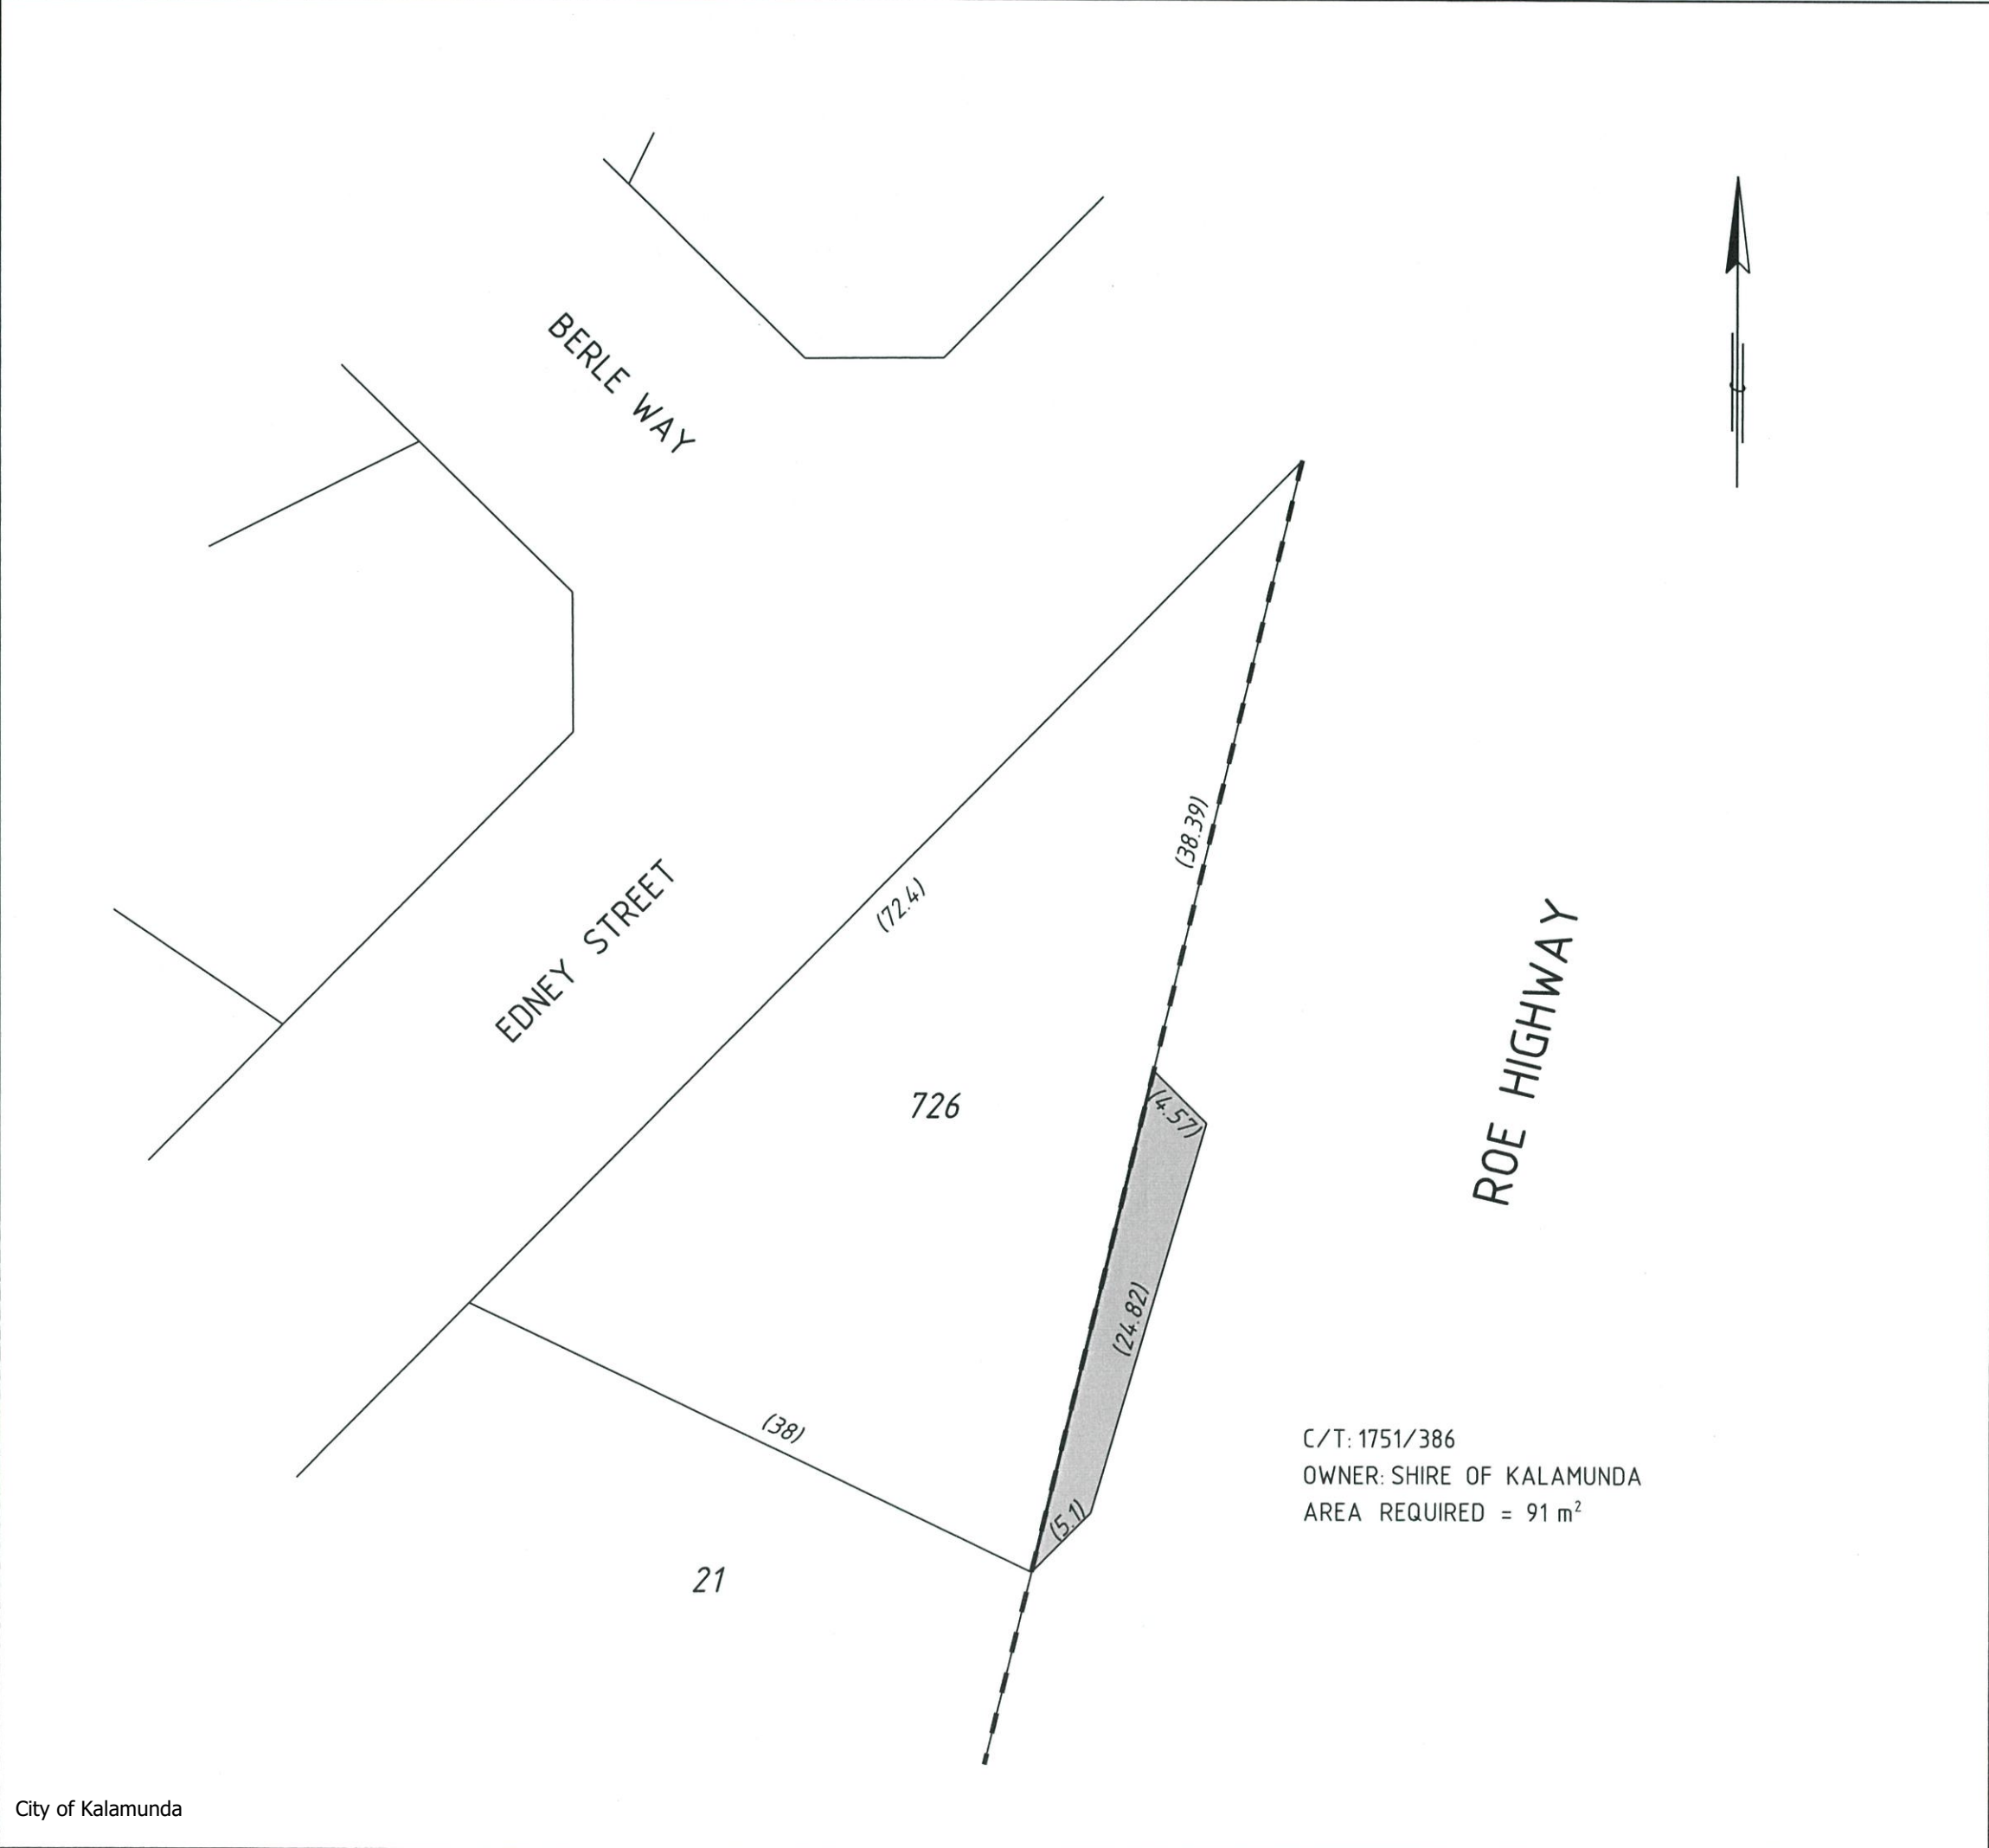 BERLE WAY
(38.39)
(72.4)
EDNEY STREET
ROE HIGHWAY
726
(4.57)
(24.82)
(38)
C/T: 1751/386
OWNER: SHIRE OF KALAMUNDA
AREA REQUIRED = 91 m²
(5.1)
21
City of Kalamunda